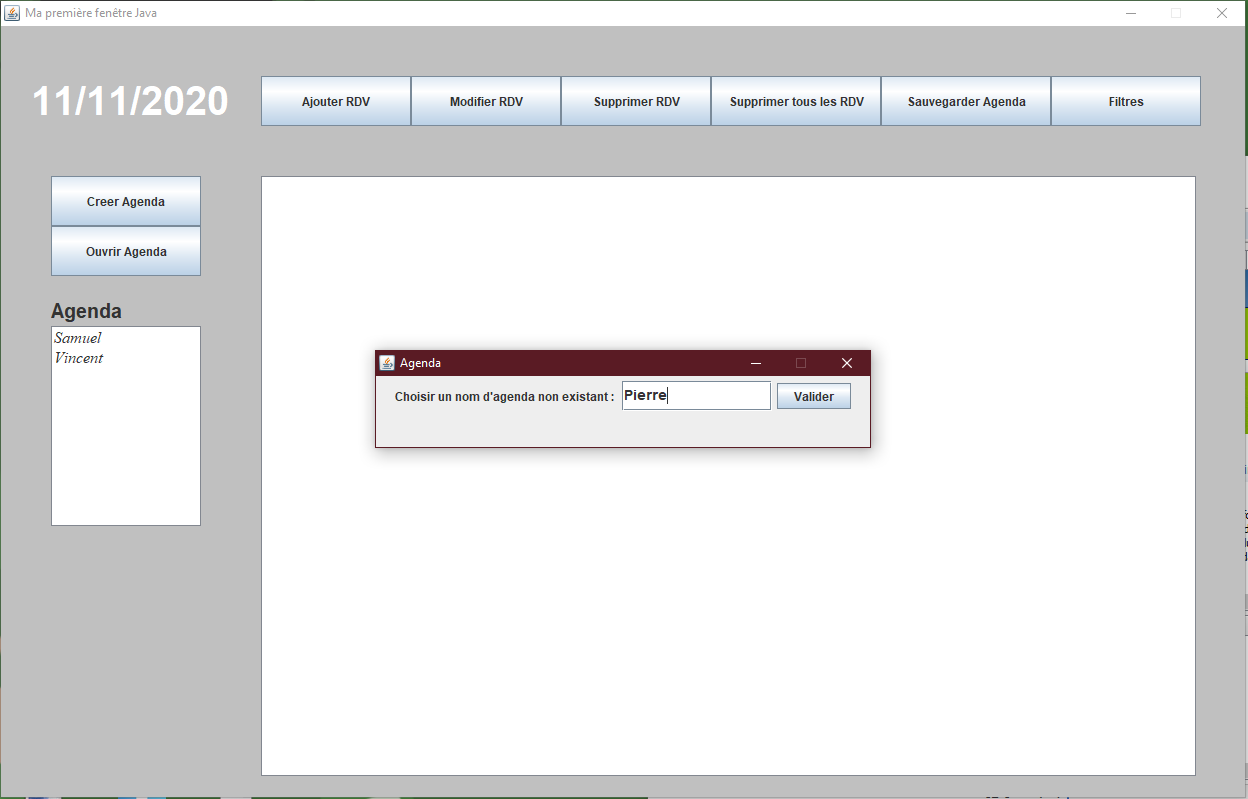 Ma première fenêtre Java
11/11/2020
Ajouter RDV
Modifier RDV
Supprimer RDV
Supprimer tous les RDV
Sauvegarder Agenda
Filtres
Creer Agenda
Ouvrir Agenda
Agenda
Samuel
Vincent
Agenda
Choisir un nom d'agenda non existant :
Pierre
Valider